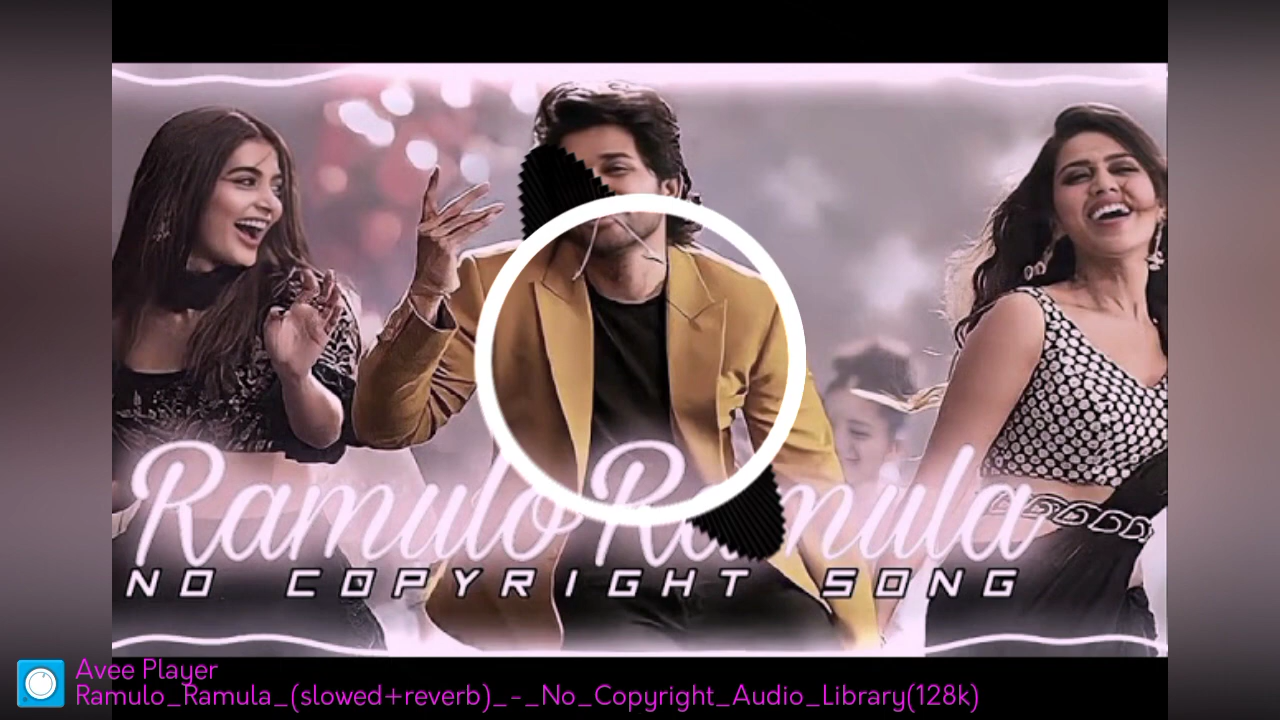 Ramulo Ramula
NO COPYRIGHT SONG
Avee Player
Ramulo_Ramula_(slowed+reverb)_-_No_Copyright_Audio_Library(128k)